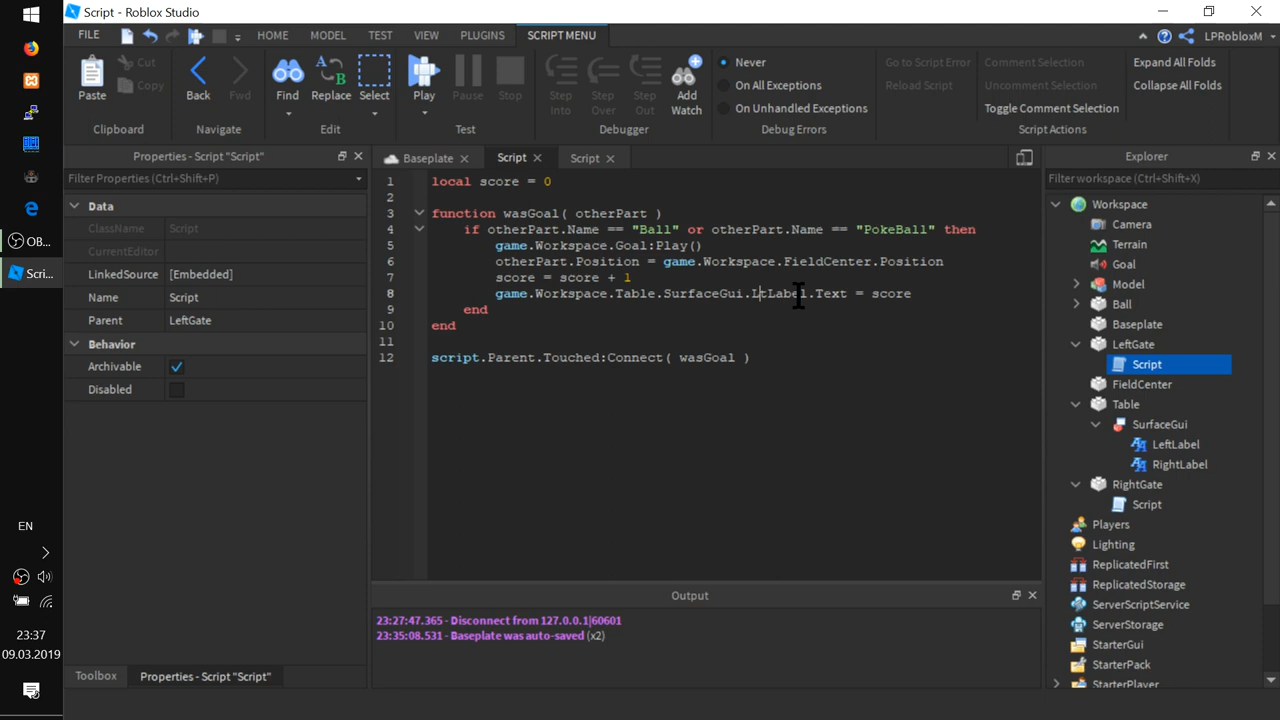 Script - Roblox Studio
FILE HOME MODEL TEST VIEW PLUGINS SCRIPT MENU LPRobloxM
Paste Cut Copy Back Fwd Find Replace Select Play Pause Stop Step Into Step Over Step Out Add Watch
Never
On All Exceptions
On Unhandled Exceptions
Go to Script Error
Reload Script
Comment Selection
Uncomment Selection
Toggle Comment Selection
Expand All Folds
Collapse All Folds
Clipboard Navigate Edit Test Debugger Debug Errors Script Actions
Properties - Script "Script"
Filter Properties (Ctrl+Shift+P)
Data
ClassName Script
CurrentEditor
LinkedSource [Embedded]
Name Script
Parent LeftGate
Behavior
Archivable
Disabled
Toolbox Properties - Script "Script"
Baseplate Script Script
1 local score = 0
2
3 function wasGoal( otherPart )
4 if otherPart.Name == "Ball" or otherPart.Name == "PokeBall" then
5 game.Workspace.Goal:Play()
6 otherPart.Position = game.Workspace.FieldCenter.Position
7 score = score + 1
8 game.Workspace.Table.SurfaceGui.LtLabel.Text = score
9 end
10 end
11
12 script.Parent.Touched:Connect( wasGoal )
Output
23:27:47.365 - Disconnect from 127.0.0.1|60601
23:35:08.531 - Baseplate was auto-saved (x2)
Explorer
Filter workspace (Ctrl+Shift+X)
Workspace
Camera
Terrain
Goal
Model
Ball
Baseplate
LeftGate
Script
FieldCenter
Table
SurfaceGui
LeftLabel
RightLabel
RightGate
Script
Players
Lighting
ReplicatedFirst
ReplicatedStorage
ServerScriptService
ServerStorage
StarterGui
StarterPack
StarterPlayer
OB...
Scri...
EN
23:37
09.03.2019